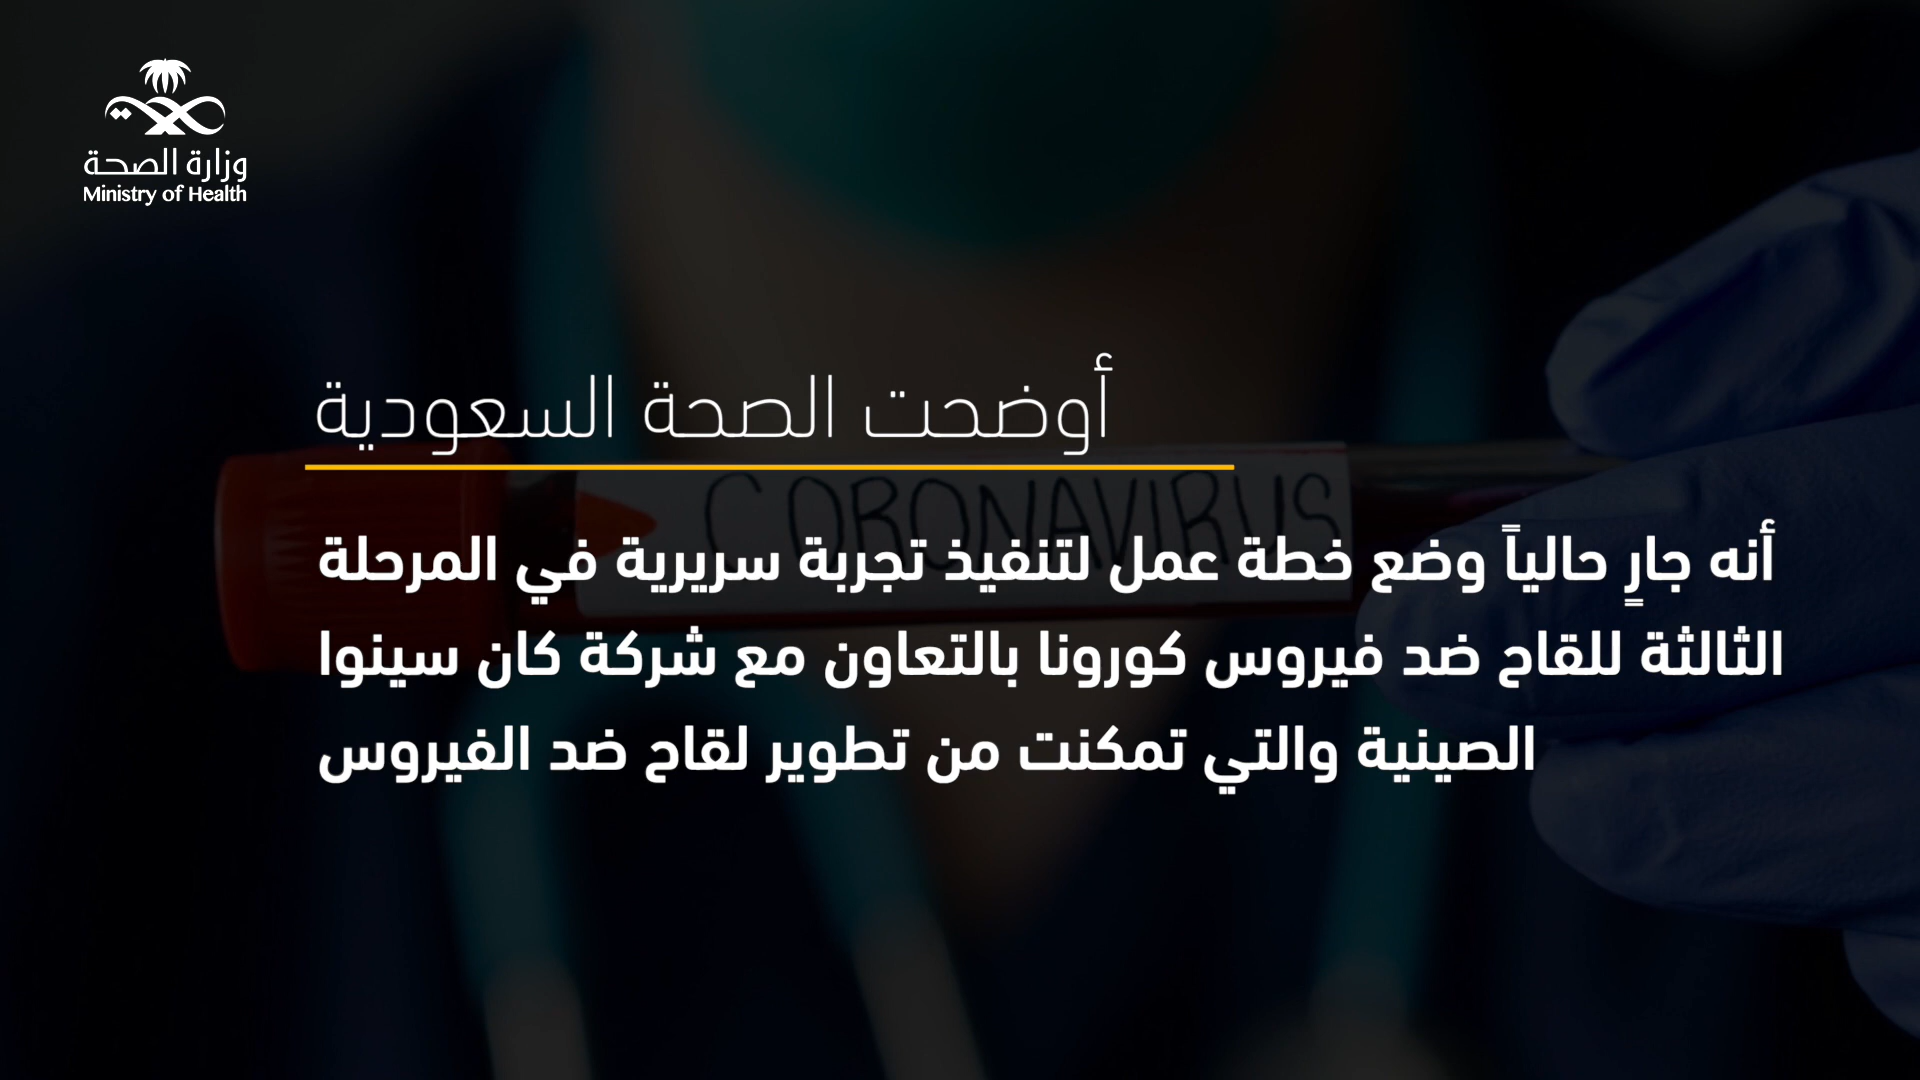 وزارة الصحة
Ministry of Health
أوضحت الصحة السعودية
CORONAVIRUS
أنه جارٍ حالياً وضع خطة عمل لتنفيذ تجربة سريرية في المرحلة
الثالثة للقاح ضد فيروس كورونا بالتعاون مع شركة كان سينوا
الصينية والتي تمكنت من تطوير لقاح ضد الفيروس